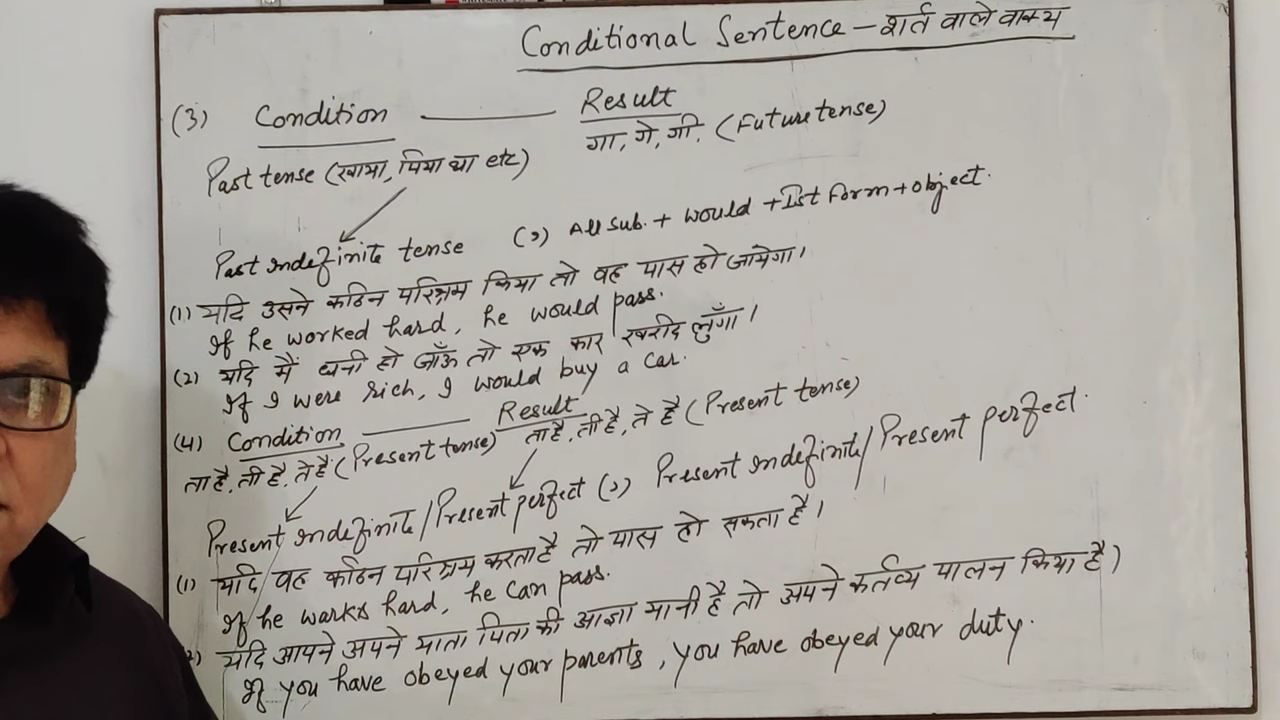 Conditional Sentence – शर्त वाले वाक्य
(3) Condition —— Result
Past tense (खाया, पिया था etc) गा, गे, गी. (Future tense)
Past Indefinite tense (,) All sub. + would + Ist form + object.
(1) यदि उसने कठिन परिश्रम किया तो वह पास हो जायेगा।
If he worked hard, he would pass.
(2) यदि मैं धनी हो जाँऊ तो एक कार खरीद लुँगा।
If I were rich, I would buy a car.
(4) Condition —— Result
ता है, ती है, ते हैं (Present tense) ता है, ती है, ते है (Present tense)
Present Indefinite/Present perfect (,) Present Indefinite/Present perfect.
(1) यदि वह कठिन परिश्रम करता है तो पास हो सकता है।
If he works hard, he can pass.
2) यदि आपने अपने माता पिता की आज्ञा मानी है तो अपने कर्तव्य पालन किया है)
If you have obeyed your parents, you have obeyed your duty.